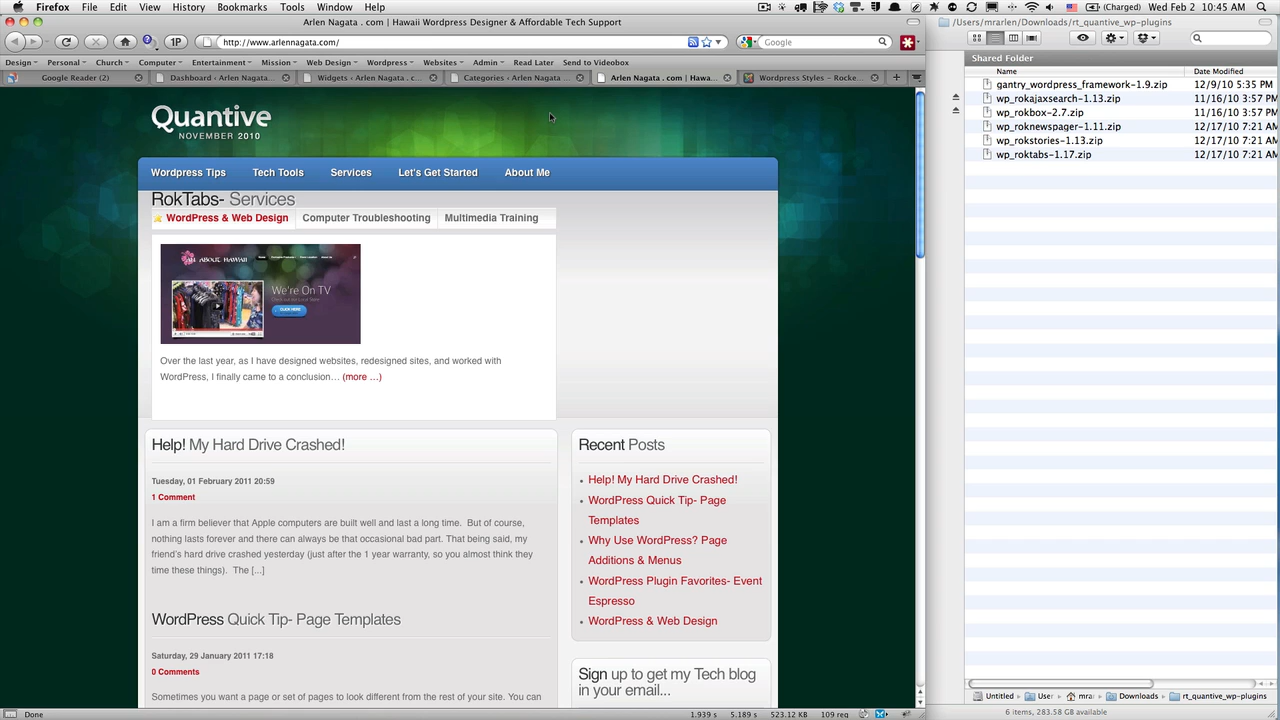 Firefox File Edit View History Bookmarks Tools Window Help
(Charged) Wed Feb 2 10:45 AM
Arlen Nagata . com | Hawaii Wordpress Designer & Affordable Tech Support
/Users/mrarlen/Downloads/rt_quantive_wp-plugins
1P http://www.arlennagata.com/ Google
Design Personal Church Computer Entertainment Mission Web Design Wordpress Websites Admin Read Later Send to Videobox
Google Reader (2) Dashboard ‹ Arlen Nagata... Widgets ‹ Arlen Nagata . c... Categories ‹ Arlen Nagata ... Arlen Nagata . com | Hawa... Wordpress Styles – Rocke...
Shared Folder
Name Date Modified
gantry_wordpress_framework-1.9.zip 12/9/10 5:35 PM
wp_rokajaxsearch-1.13.zip 11/16/10 3:57 P
wp_rokbox-2.7.zip 11/16/10 3:57 P
wp_roknewspager-1.11.zip 12/17/10 7:21 A
wp_rokstories-1.13.zip 12/17/10 7:21 A
wp_roktabs-1.17.zip 12/17/10 7:21 A
Quantive
NOVEMBER 2010
Wordpress Tips Tech Tools Services Let's Get Started About Me
RokTabs- Services
WordPress & Web Design Computer Troubleshooting Multimedia Training
ALL ABOUT HAWAII
We're On TV
CLICK HERE
Over the last year, as I have designed websites, redesigned sites, and worked with
WordPress, I finally came to a conclusion... (more ...)
Help! My Hard Drive Crashed!
Tuesday, 01 February 2011 20:59
1 Comment
I am a firm believer that Apple computers are built well and last a long time. But of course,
nothing lasts forever and there can always be that occasional bad part. That being said, my
friend's hard drive crashed yesterday (just after the 1 year warranty, so you almost think they
time these things). The [...]
WordPress Quick Tip- Page Templates
Saturday, 29 January 2011 17:18
0 Comments
Sometimes you want a page or set of pages to look different from the rest of your site. You can
Recent Posts
Help! My Hard Drive Crashed!
WordPress Quick Tip- Page
Templates
Why Use WordPress? Page
Additions & Menus
WordPress Plugin Favorites- Event
Espresso
WordPress & Web Design
Sign up to get my Tech blog
in your email...
Untitled User mra Downloads rt_quantive_wp-plugins
Done 1.939 s 5.189 s 523.12 KB 109 req
6 items, 283.58 GB available